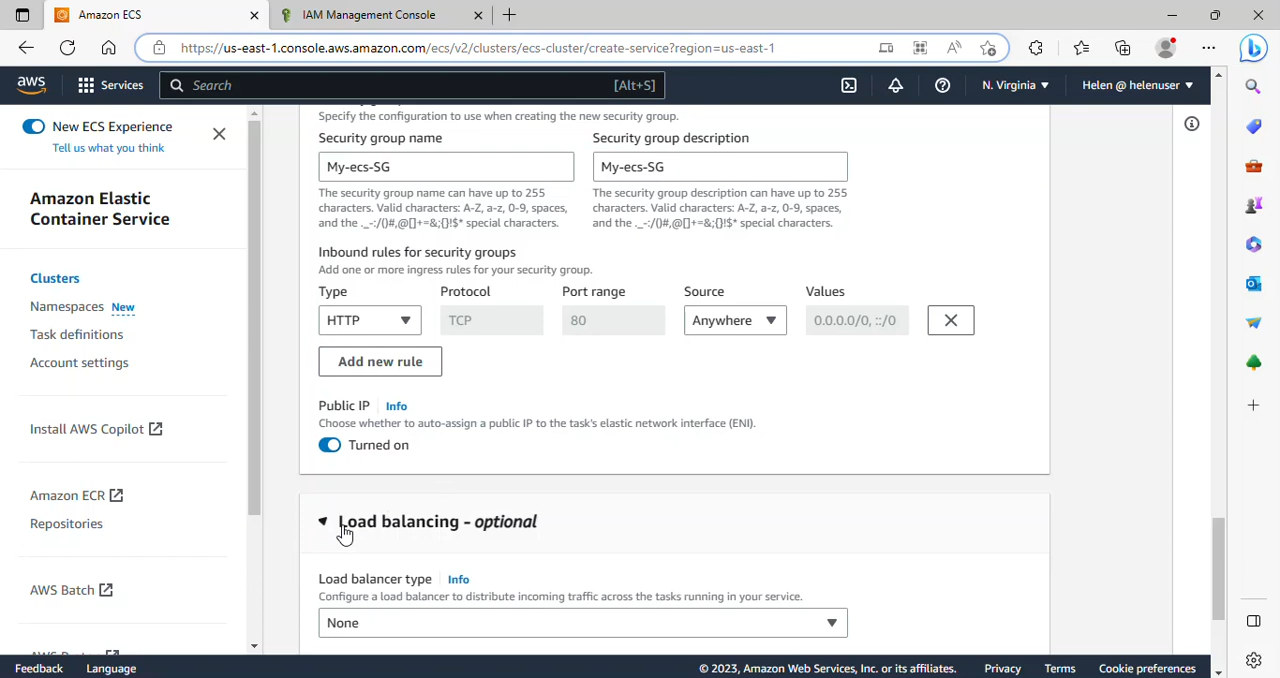 Amazon ECS
IAM Management Console
https://us-east-1.console.aws.amazon.com/ecs/v2/clusters/ecs-cluster/create-service?region=us-east-1
aws
Services
Search
[Alt+S]
N. Virginia
Helen @ helenuser
New ECS Experience
Tell us what you think
Amazon Elastic
Container Service
Clusters
Namespaces New
Task definitions
Account settings
Install AWS Copilot
Amazon ECR
Repositories
AWS Batch
Specify the configuration to use when creating the new security group.
Security group name
Security group description
My-ecs-SG
My-ecs-SG
The security group name can have up to 255
characters. Valid characters: A-Z, a-z, 0-9, spaces,
and the ._-:/()#,@[]+=&;{}!$* special characters.
The security group description can have up to 255
characters. Valid characters: A-Z, a-z, 0-9, spaces,
and the ._-:/()#,@[]+=&;{}!$* special characters.
Inbound rules for security groups
Add one or more ingress rules for your security group.
Type
Protocol
Port range
Source
Values
HTTP
TCP
80
Anywhere
0.0.0.0/0, ::/0
Add new rule
Public IP
Info
Choose whether to auto-assign a public IP to the task's elastic network interface (ENI).
Turned on
Load balancing - optional
Load balancer type
Info
Configure a load balancer to distribute incoming traffic across the tasks running in your service.
None
Feedback
Language
© 2023, Amazon Web Services, Inc. or its affiliates.
Privacy
Terms
Cookie preferences